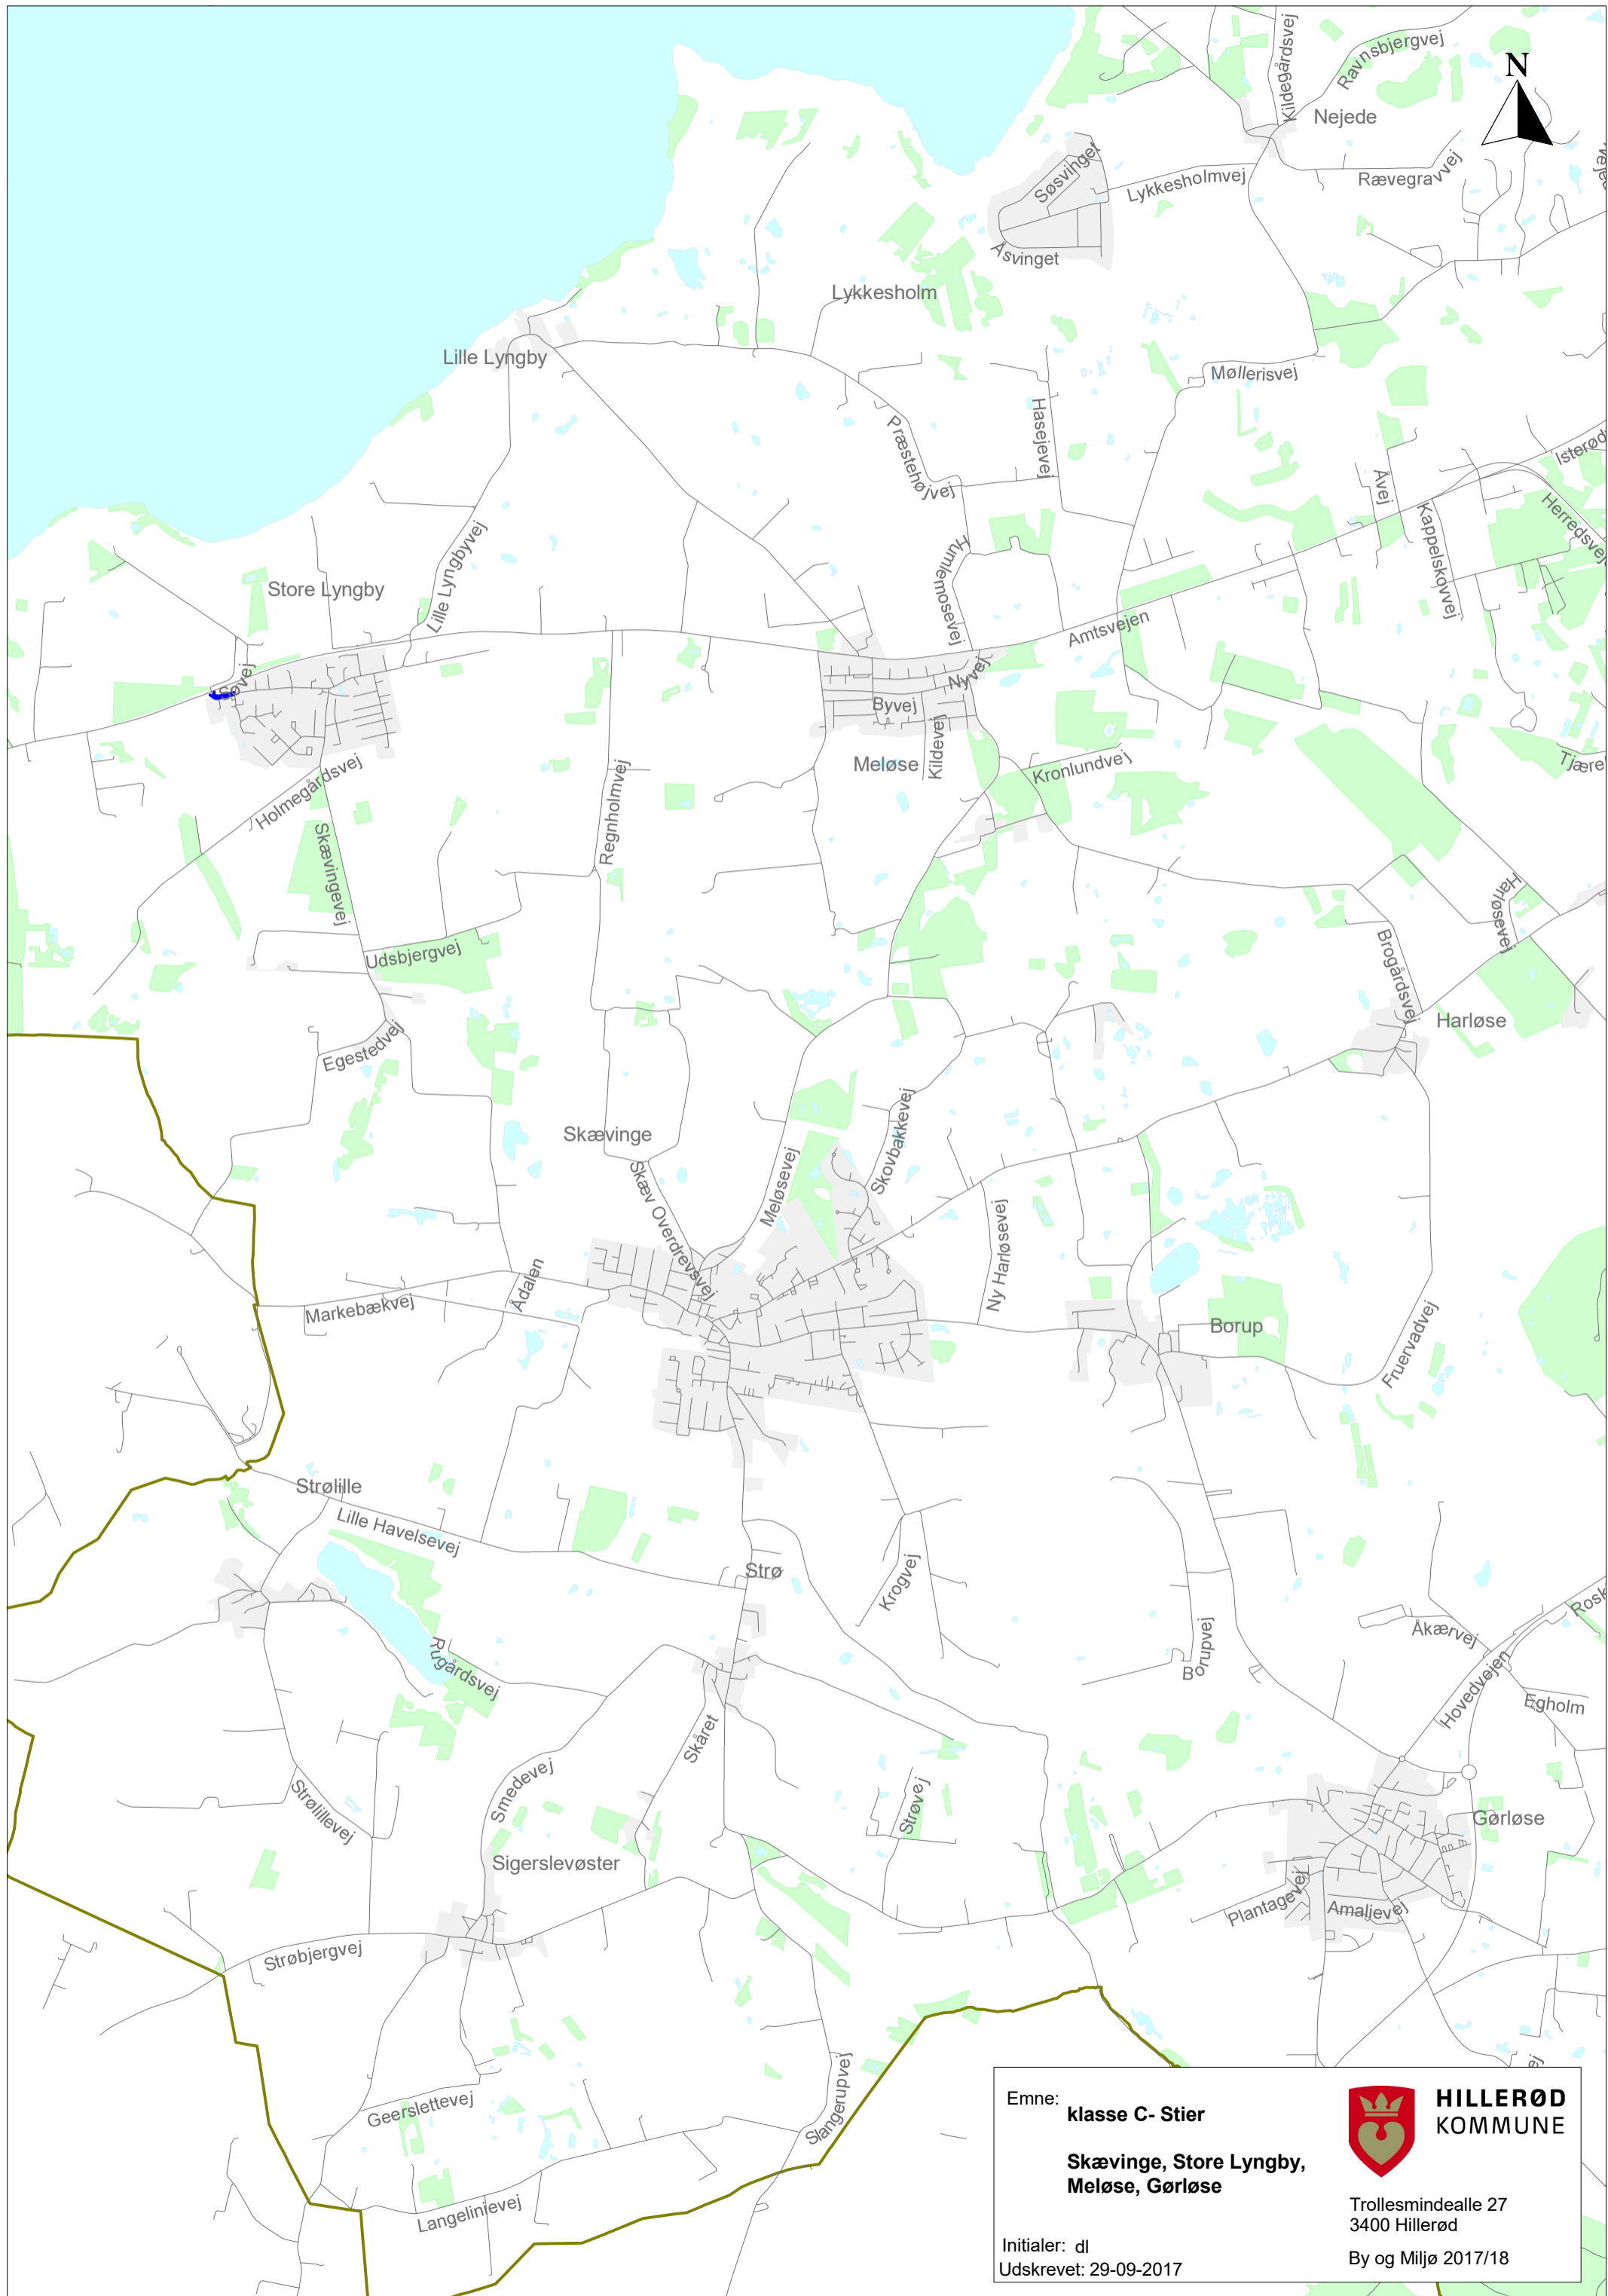 Kildegårdsvej
Ravnsbjergvej
N
Nejede
Søsvinget
Lykkesholmvej
Rævegravvej
Åsvinget
Lykkesholm
Lille Lyngby
Møllerisvej
Præstehøjvej
Hasejevej
Isterød
Åvej
Kappelskovvej
Herredsvej
Store Lyngby
Lille Lyngbyvej
Humlemosevej
Amtsvejen
Søvej
Nyvej
Byvej
Kildevej
Meløse
Kronlundvej
Tjære
Holmegårdsvej
Regnholmvej
Skævingevej
Harløsevej
Udsbjergvej
Brogårdsvej
Harløse
Egestedvej
Skævinge
Skovbakkevej
Meløsevej
Skæv Overdrevsvej
Ny Harløsevej
Ådalen
Markebækvej
Borup
Fruervadvej
Strølille
Lille Havelsevej
Strø
Krogvej
Borupvej
Rosk
Åkærvej
Rugårdsvej
Hovedvejen
Egholm
Skåret
Smedevej
Strølillevej
Strøvej
Gørløse
Sigerslevøster
Plantagevej
Amalievej
Strøbjergvej
Geerslettevej
Slangerupvej
Langelinievej
Emne:
klasse C- Stier
Skævinge, Store Lyngby,
Meløse, Gørløse
Initialer: dl
Udskrevet: 29-09-2017
HILLERØD
KOMMUNE
Trollesmindealle 27
3400 Hillerød
By og Miljø 2017/18